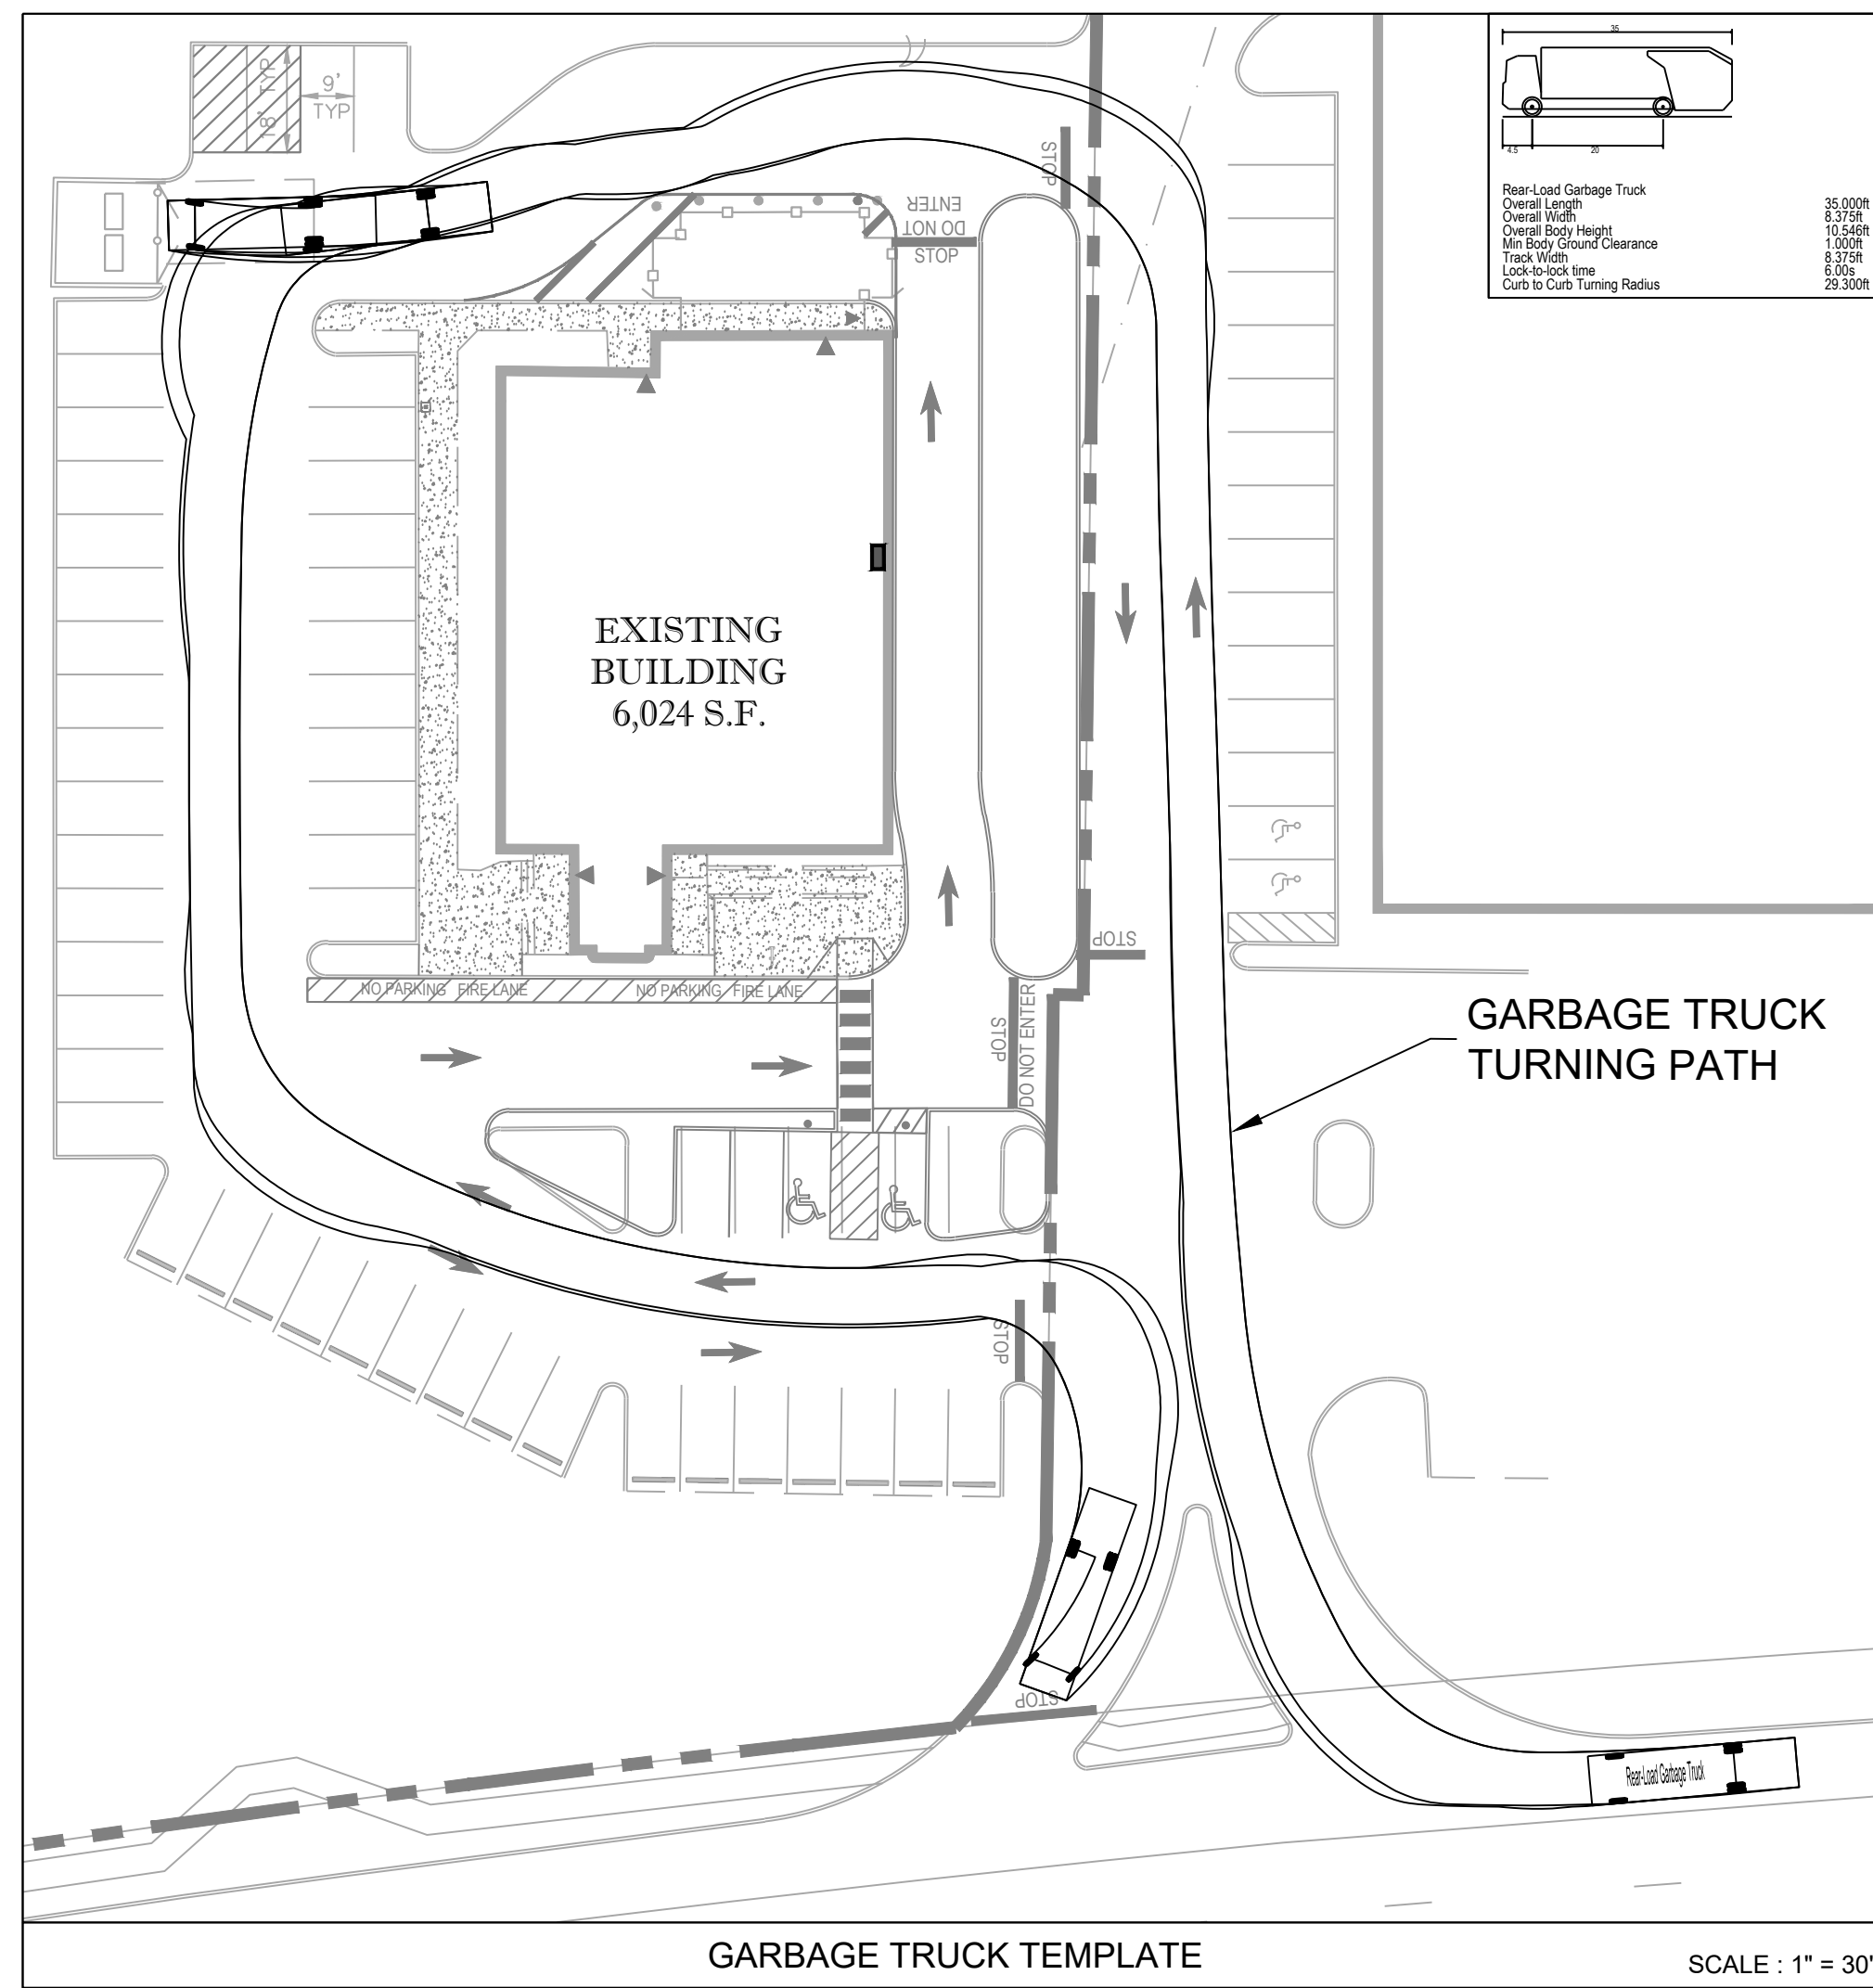 35
4.5
20
Rear-Load Garbage Truck
Overall Length 35.000ft
Overall Width 8.375ft
Overall Body Height 10.546ft
Min Body Ground Clearance 1.000ft
Track Width 8.375ft
Lock-to-lock time 6.00s
Curb to Curb Turning Radius 29.300ft
18' TYP
9'
TYP
STOP
DO NOT
ENTER
STOP
EXISTING
BUILDING
6,024 S.F.
STOP
NO PARKING FIRE LANE
NO PARKING FIRE LANE
STOP
DO NOT ENTER
GARBAGE TRUCK
TURNING PATH
STOP
STOP
Rear-Load Garbage Truck
GARBAGE TRUCK TEMPLATE
SCALE : 1" = 30'